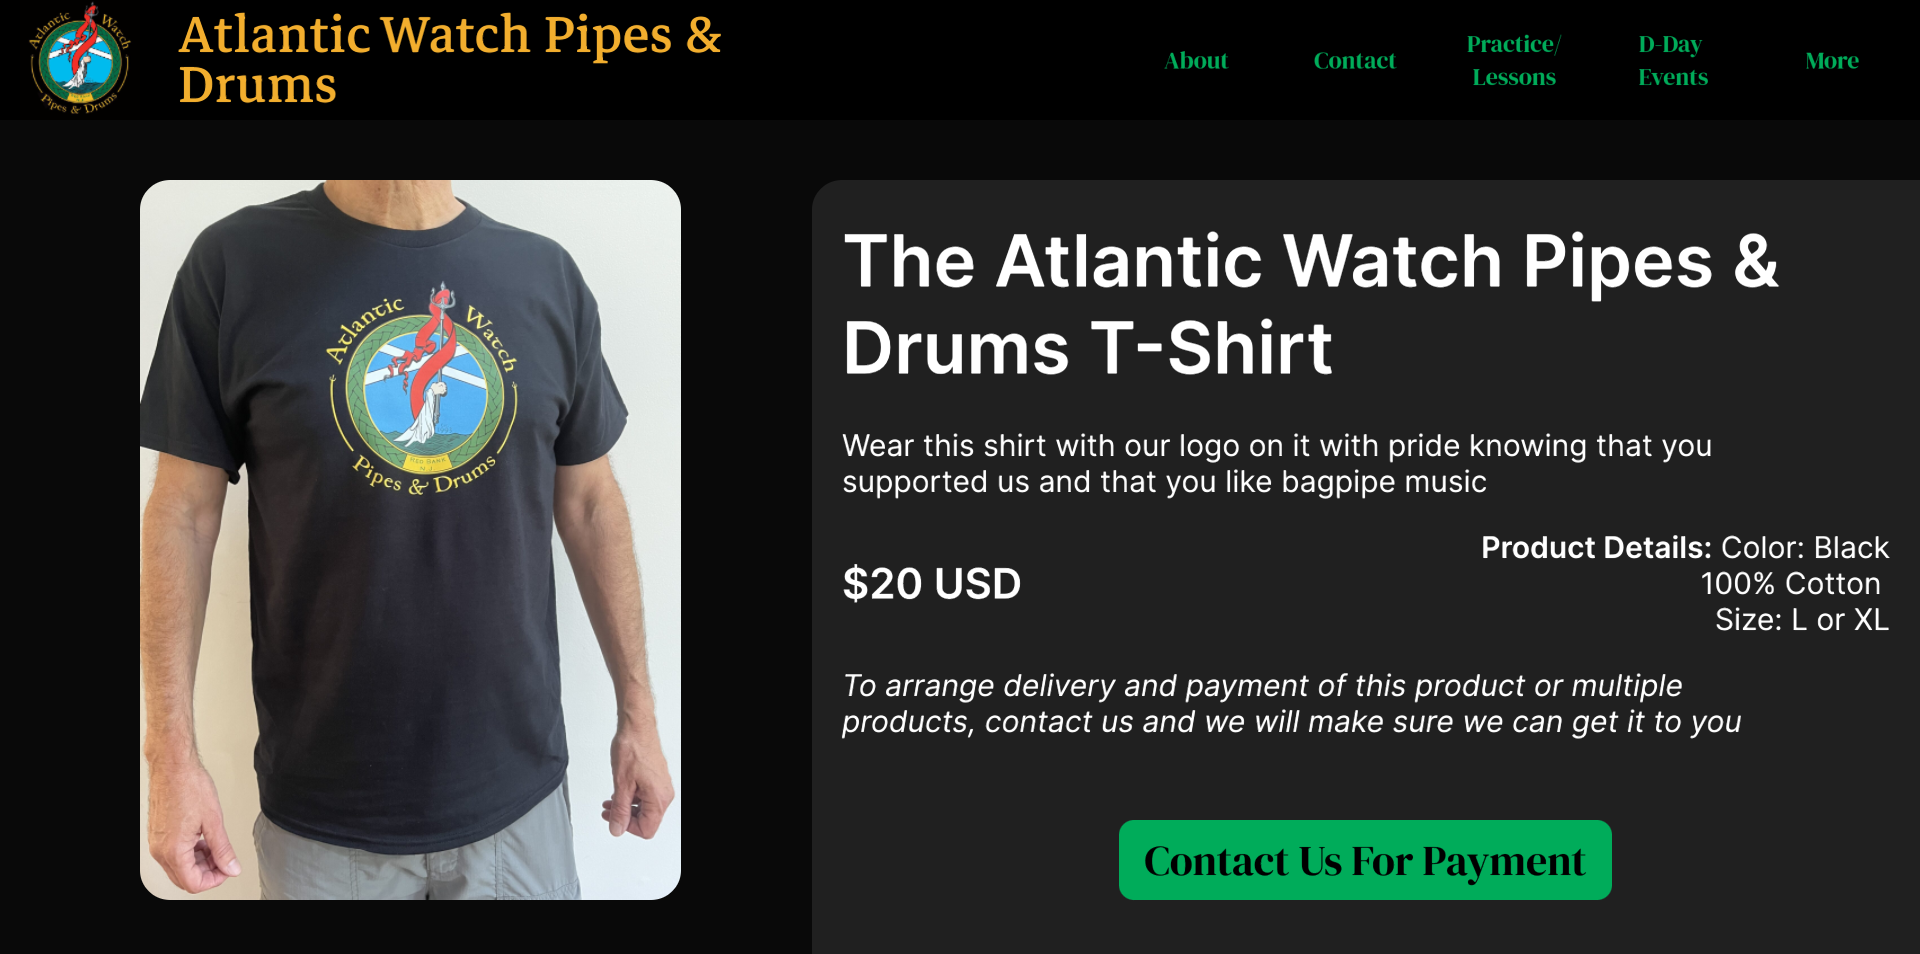 Atlantic Watch
Pipes & Drums
Atlantic Watch Pipes &
Drums
About
Contact
Practice/
Lessons
D-Day
Events
More
Atlantic Watch
RED BANK
N.J.
Pipes & Drums
The Atlantic Watch Pipes &
Drums T-Shirt
Wear this shirt with our logo on it with pride knowing that you
supported us and that you like bagpipe music
$20 USD
Product Details: Color: Black
100% Cotton
Size: L or XL
To arrange delivery and payment of this product or multiple
products, contact us and we will make sure we can get it to you
Contact Us For Payment